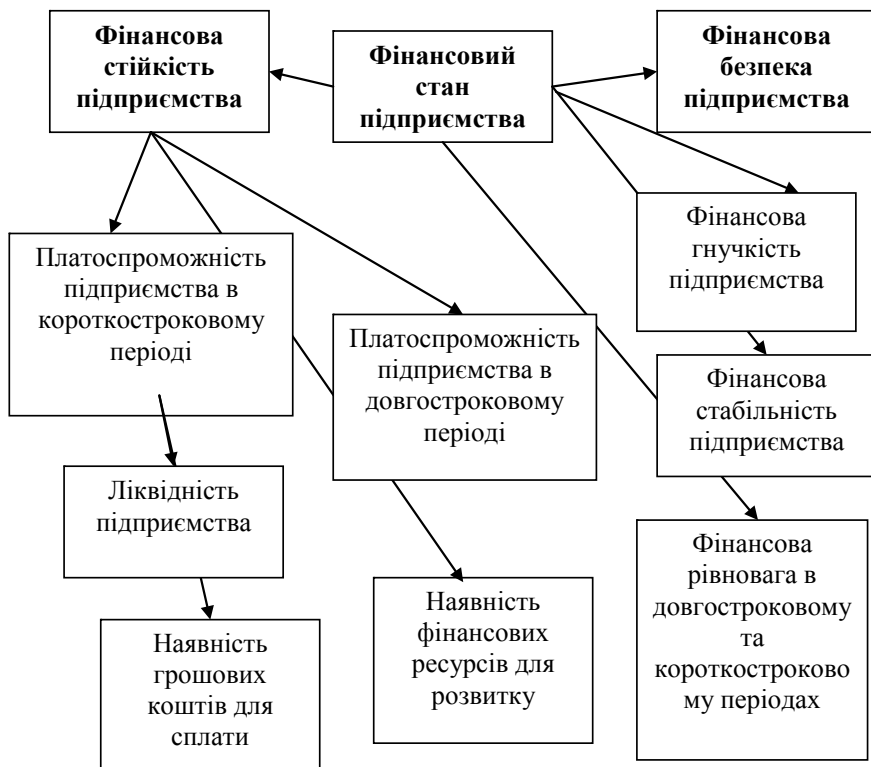 Фінансова
стійкість
підприємства
Фінансовий
стан
підприємства
Фінансова
безпека
підприємства
Фінансова
гнучкість
підприємства
Платоспроможність
підприємства в
короткостроковому
періоді
Платоспроможність
підприємства в
довгостроковому
періоді
Фінансова
стабільність
підприємства
Ліквідність
підприємства
Фінансова
рівновага в
довгостроковому
та
короткостроково
му періодах
Наявність
фінансових
ресурсів для
розвитку
Наявність
грошових
коштів для
сплати